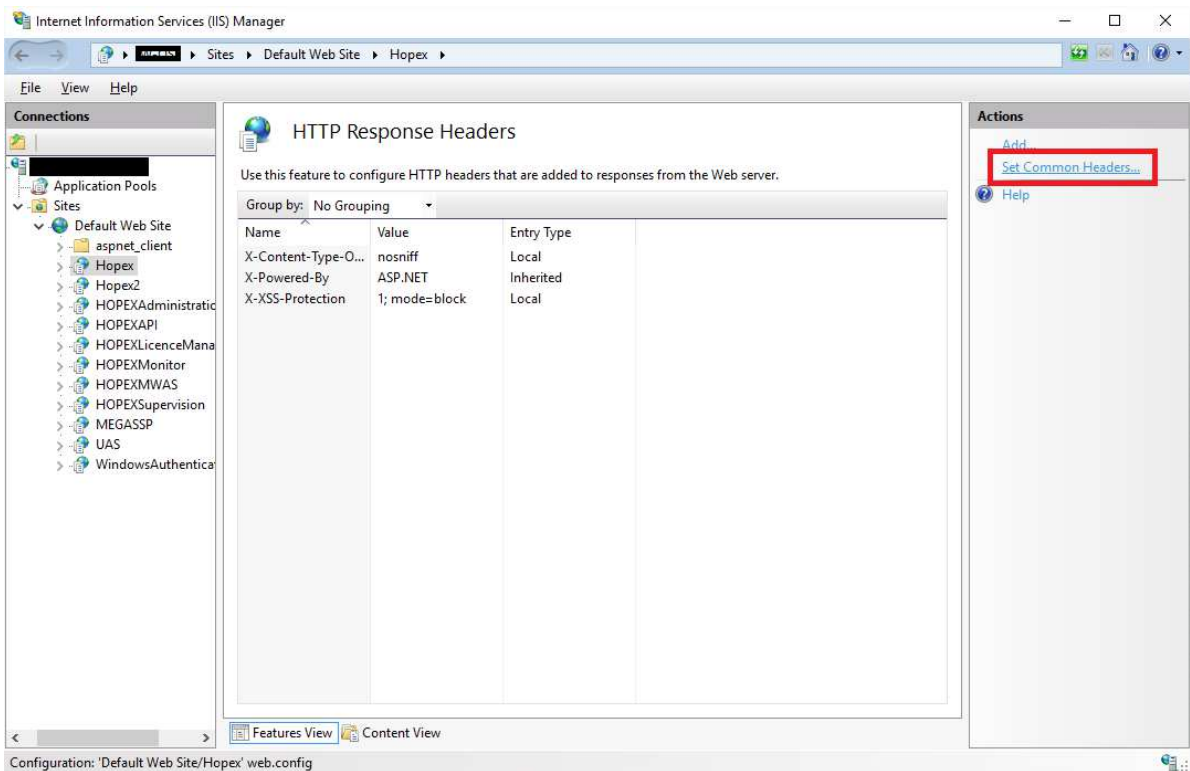 Internet Information Services (IIS) Manager
Sites Default Web Site Hopex
File View Help
Connections
Application Pools
Sites
Default Web Site
aspnet_client
Hopex
Hopex2
HOPEXAdministratic
HOPEXAPI
HOPEXLicenceMana
HOPEXMonitor
HOPEXMWAS
HOPEXSupervision
MEGASSP
UAS
WindowsAuthentica
HTTP Response Headers
Use this feature to configure HTTP headers that are added to responses from the Web server.
Group by: No Grouping
Name Value Entry Type
X-Content-Type-O... nosniff Local
X-Powered-By ASP.NET Inherited
X-XSS-Protection 1; mode=block Local
Features View Content View
Actions
Add...
Set Common Headers...
Help
Configuration: 'Default Web Site/Hopex' web.config